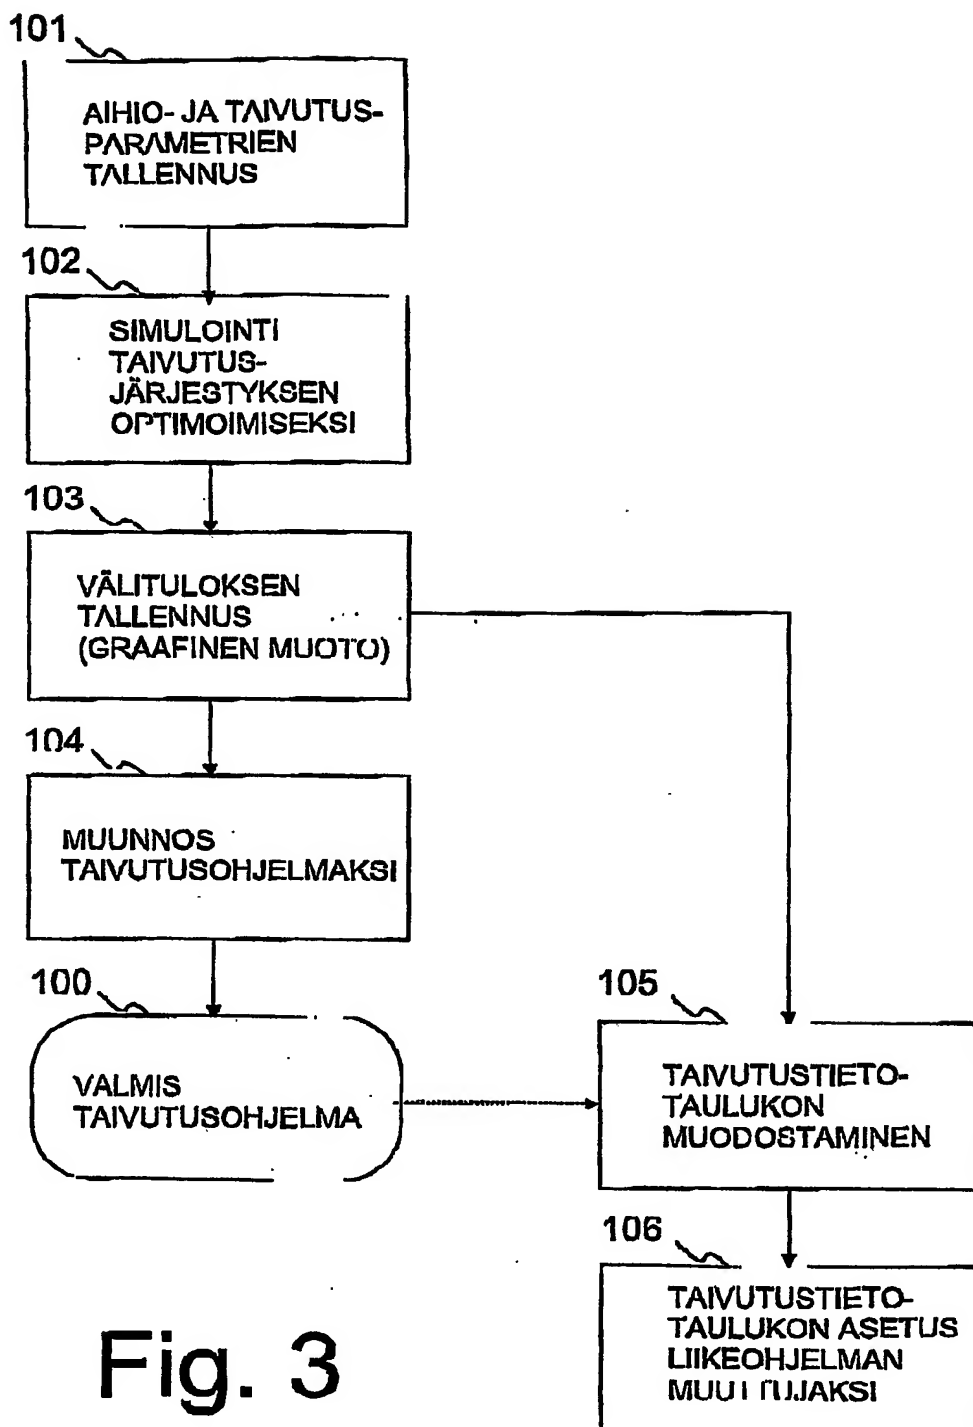 101
AIHIO- JA TAIVUTUS-
PARAMETRIEN
TALLENNUS
102
SIMULOINTI
TAIVUTUS-
JÄRJESTYKSEN
OPTIMOIMISEKSI
103
VÄLITULOKSEN
TALLENNUS
(GRAAFINEN MUOTO)
104
MUUNNOS
TAIVUTUSOHJELMAKSI
100
VALMIS
TAIVUTUSOHJELMA
105
TAIVUTUSTIETO-
TAULUKON
MUODOSTAMINEN
106
TAIVUTUSTIETO-
TAULUKON ASETUS
LIIKEOHJELMAN
MUUTTUJAKSI
Fig. 3